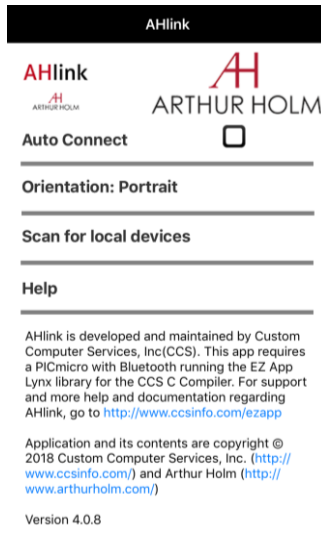 AHlink
AHlink
AH
ARTHUR HOLM
AH
ARTHUR HOLM
Auto Connect
Orientation: Portrait
Scan for local devices
Help
AHlink is developed and maintained by Custom
Computer Services, Inc(CCS). This app requires
a PICmicro with Bluetooth running the EZ App
Lynx library for the CCS C Compiler. For support
and more help and documentation regarding
AHlink, go to http://www.ccsinfo.com/ezapp
Application and its contents are copyright ©
2018 Custom Computer Services, Inc. (http://
www.ccsinfo.com/) and Arthur Holm (http://
www.arthurholm.com/)
Version 4.0.8